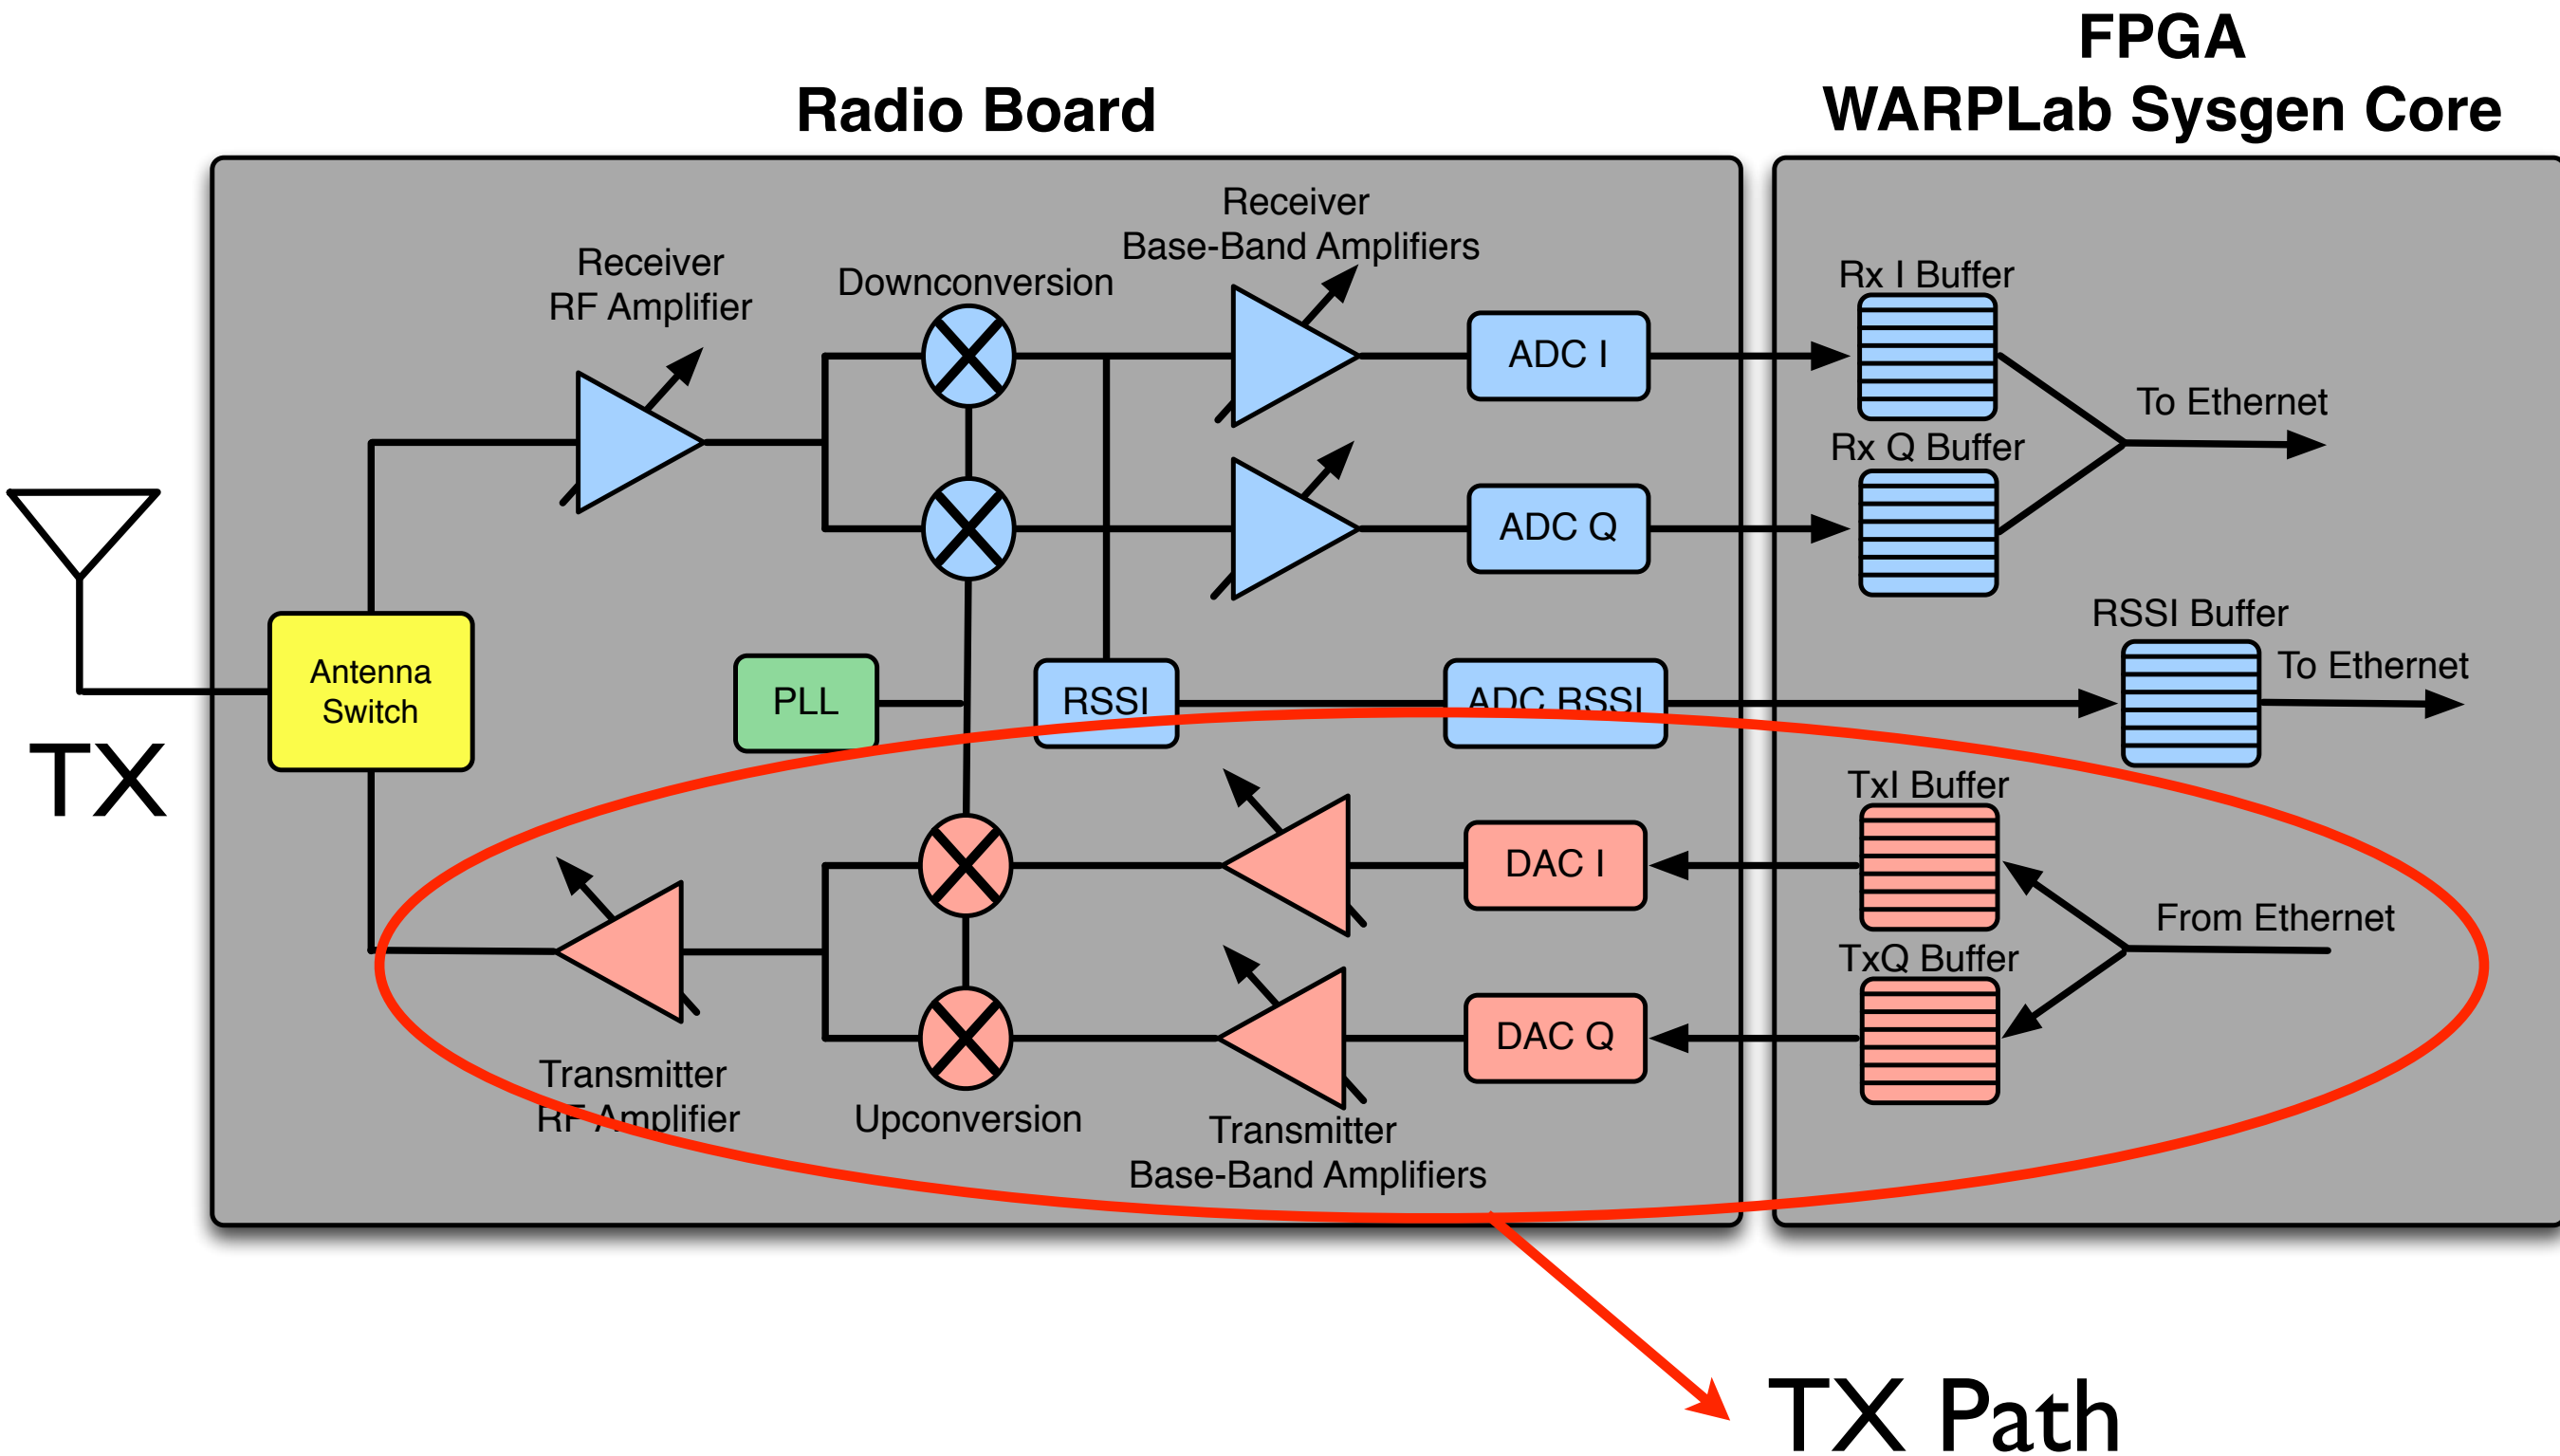 FPGA
Radio Board
WARPLab Sysgen Core
Receiver
Base-Band Amplifiers
Receiver
RF Amplifier
Downconversion
Rx I Buffer
ADC I
To Ethernet
Rx Q Buffer
ADC Q
RSSI Buffer
To Ethernet
Antenna
Switch
PLL
RSSI
ADC RSSI
TX
TxI Buffer
DAC I
From Ethernet
TxQ Buffer
DAC Q
Transmitter
RF Amplifier
Upconversion
Transmitter
Base-Band Amplifiers
TX Path